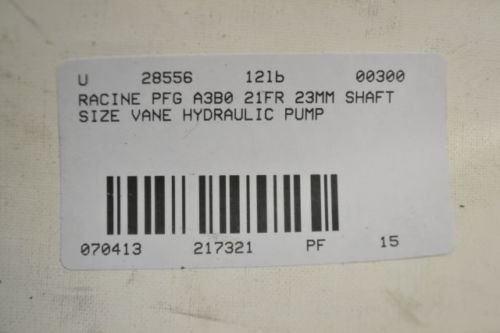 U 28556 12lb 00300
RACINE PFG A3B0 21FR 23MM SHAFT
SIZE VANE HYDRAULIC PUMP
070413 217321 PF 15